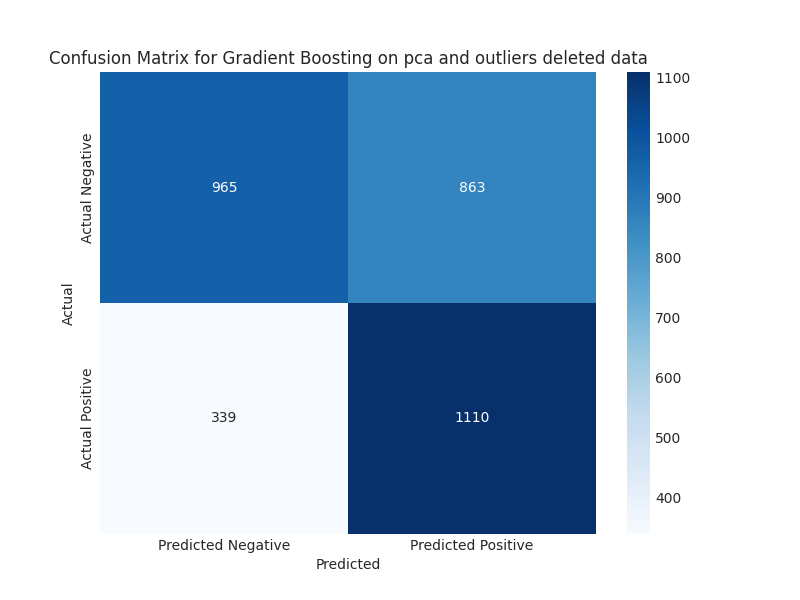 Confusion Matrix for Gradient Boosting on pca and outliers deleted data
Actual
Actual Negative
Actual Positive
965
863
339
1110
Predicted Negative
Predicted Positive
Predicted
1100
1000
900
800
700
600
500
400